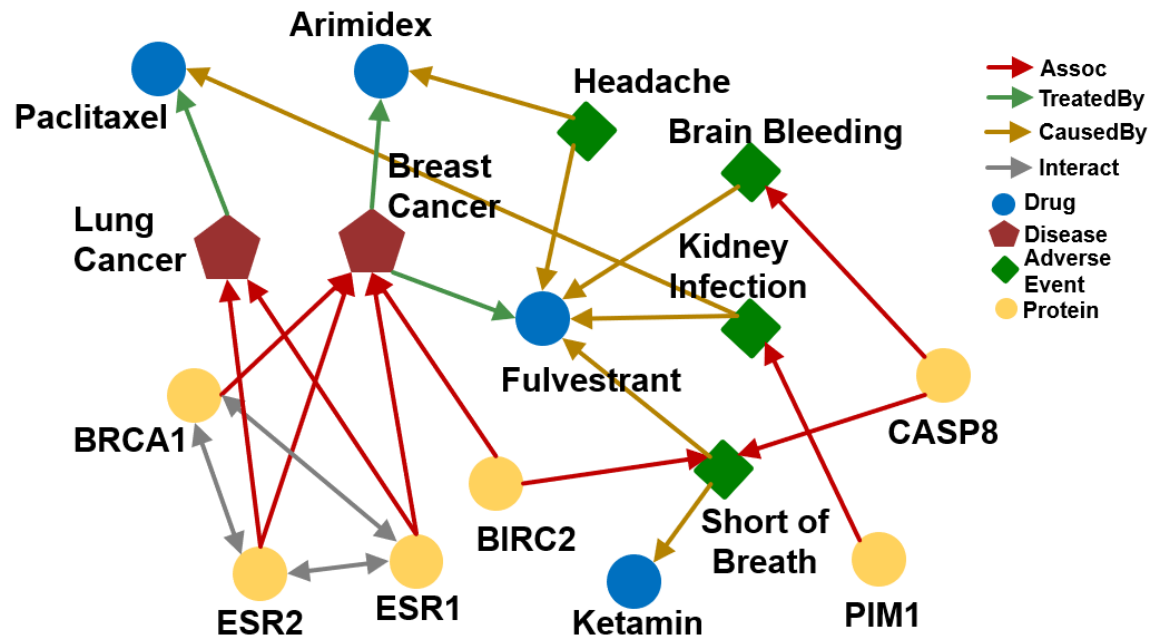 Arimidex
Paclitaxel
Headache
Brain Bleeding
Breast
Cancer
Lung
Cancer
Kidney
Infection
Fulvestrant
BRCA1
CASP8
BIRC2
Short of
Breath
ESR2
ESR1
Ketamin
PIM1
Assoc
TreatedBy
CausedBy
Interact
Drug
Disease
Adverse
Event
Protein